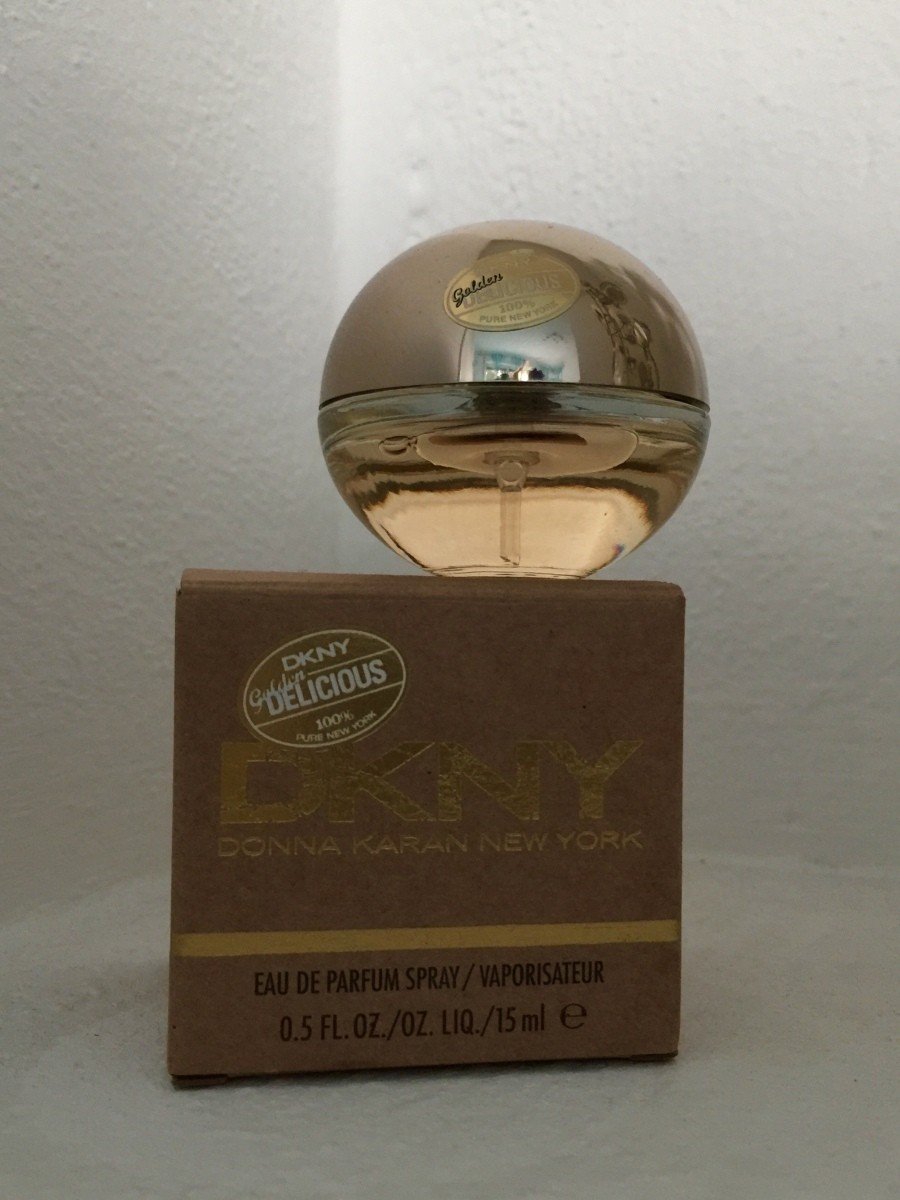 Golden
DELICIOUS
100%
PURE NEW YORK
DKNY
Golden
DELICIOUS
100%
PURE NEW YORK
DKNY
DONNA KARAN NEW YORK
EAU DE PARFUM SPRAY / VAPORISATEUR
0.5 FL. OZ./OZ. LIQ./15 ml ℮